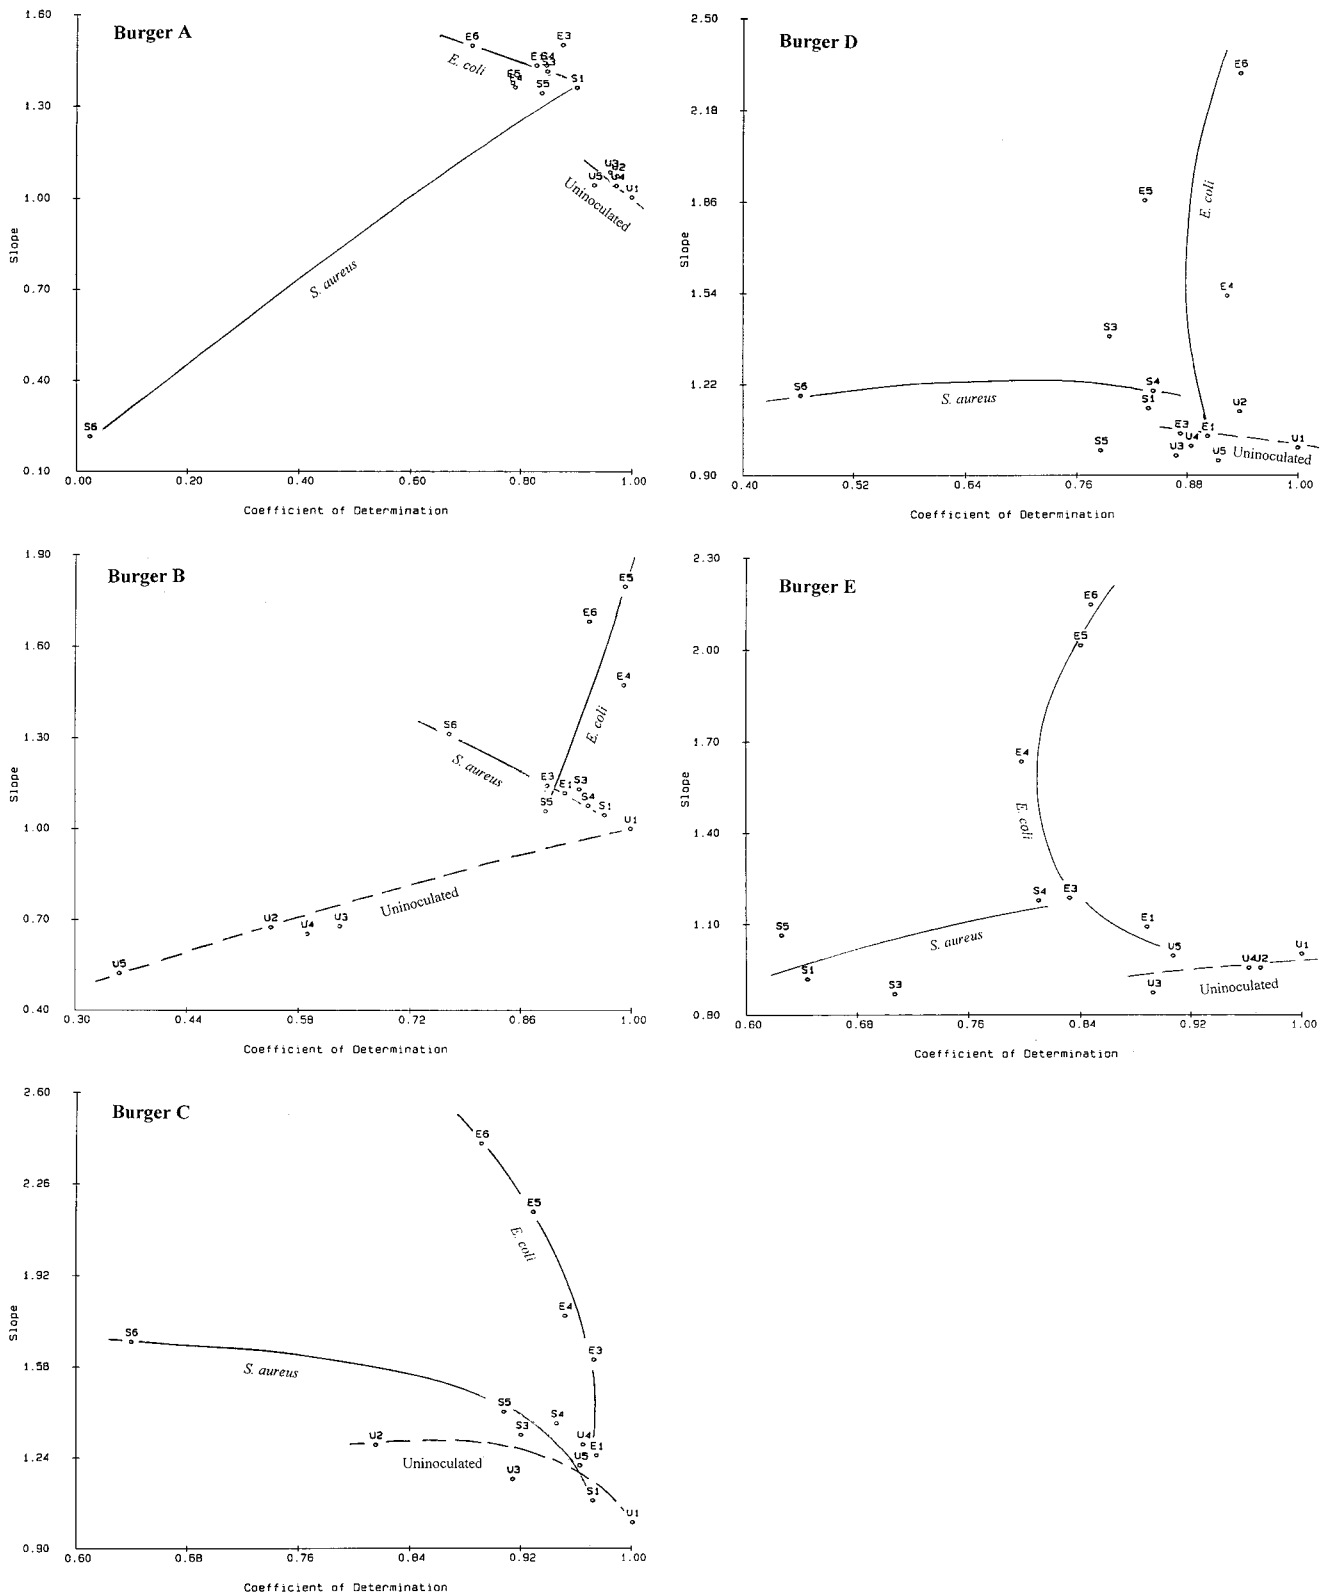 Burger A
1.60
1.30
1.00
0.70
0.40
0.10
Slope
E6
E3
E. coli
E1
S4
S3
E5
E4
S5
S1
U3
U2
U5
U4
U1
Uninoculated
S. aureus
S6
0.00
0.20
0.40
0.60
0.80
1.00
Coefficient of Determination
Burger D
2.50
2.18
1.86
1.54
1.22
0.90
Slope
E6
E5
E. coli
E4
S3
S6
S4
S. aureus
S1
U2
E3
E1
U4
U1
S5
U3
U5
Uninoculated
0.40
0.52
0.64
0.76
0.88
1.00
Coefficient of Determination
Burger B
1.90
1.60
1.30
1.00
0.70
0.40
Slope
E5
E6
E4
E. coli
S6
S. aureus
E3
E1
S3
S4
S5
S1
U1
Uninoculated
U2
U4
U3
U5
0.30
0.44
0.58
0.72
0.86
1.00
Coefficient of Determination
Burger E
2.30
2.00
1.70
1.40
1.10
0.80
Slope
E6
E5
E4
E. coli
S4
E3
S5
E1
S. aureus
U5
U1
S1
U4
U2
S3
U3
Uninoculated
0.60
0.68
0.76
0.84
0.92
1.00
Coefficient of Determination
Burger C
2.60
2.26
1.92
1.58
1.24
0.90
Slope
E6
E5
E. coli
E4
S6
E3
S. aureus
S5
S4
S3
U2
U4
E1
Uninoculated
U5
U3
S1
U1
0.60
0.68
0.76
0.84
0.92
1.00
Coefficient of Determination